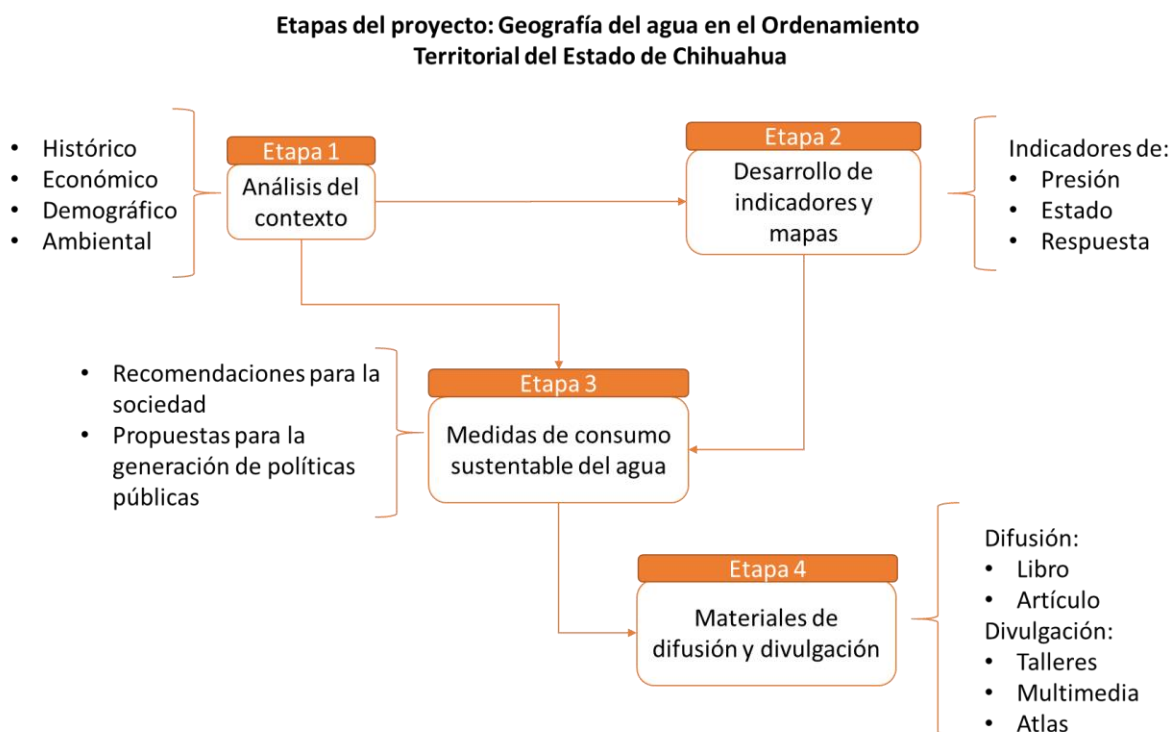 Etapas del proyecto: Geografía del agua en el Ordenamiento
Territorial del Estado de Chihuahua
• Histórico
• Económico
• Demográfico
• Ambiental
Etapa 1
Análisis del
contexto
Etapa 2
Desarrollo de
indicadores y
mapas
Indicadores de:
• Presión
• Estado
• Respuesta
• Recomendaciones para la
sociedad
• Propuestas para la
generación de políticas
públicas
Etapa 3
Medidas de consumo
sustentable del agua
Etapa 4
Materiales de
difusión y divulgación
Difusión:
• Libro
• Artículo
Divulgación:
• Talleres
• Multimedia
• Atlas